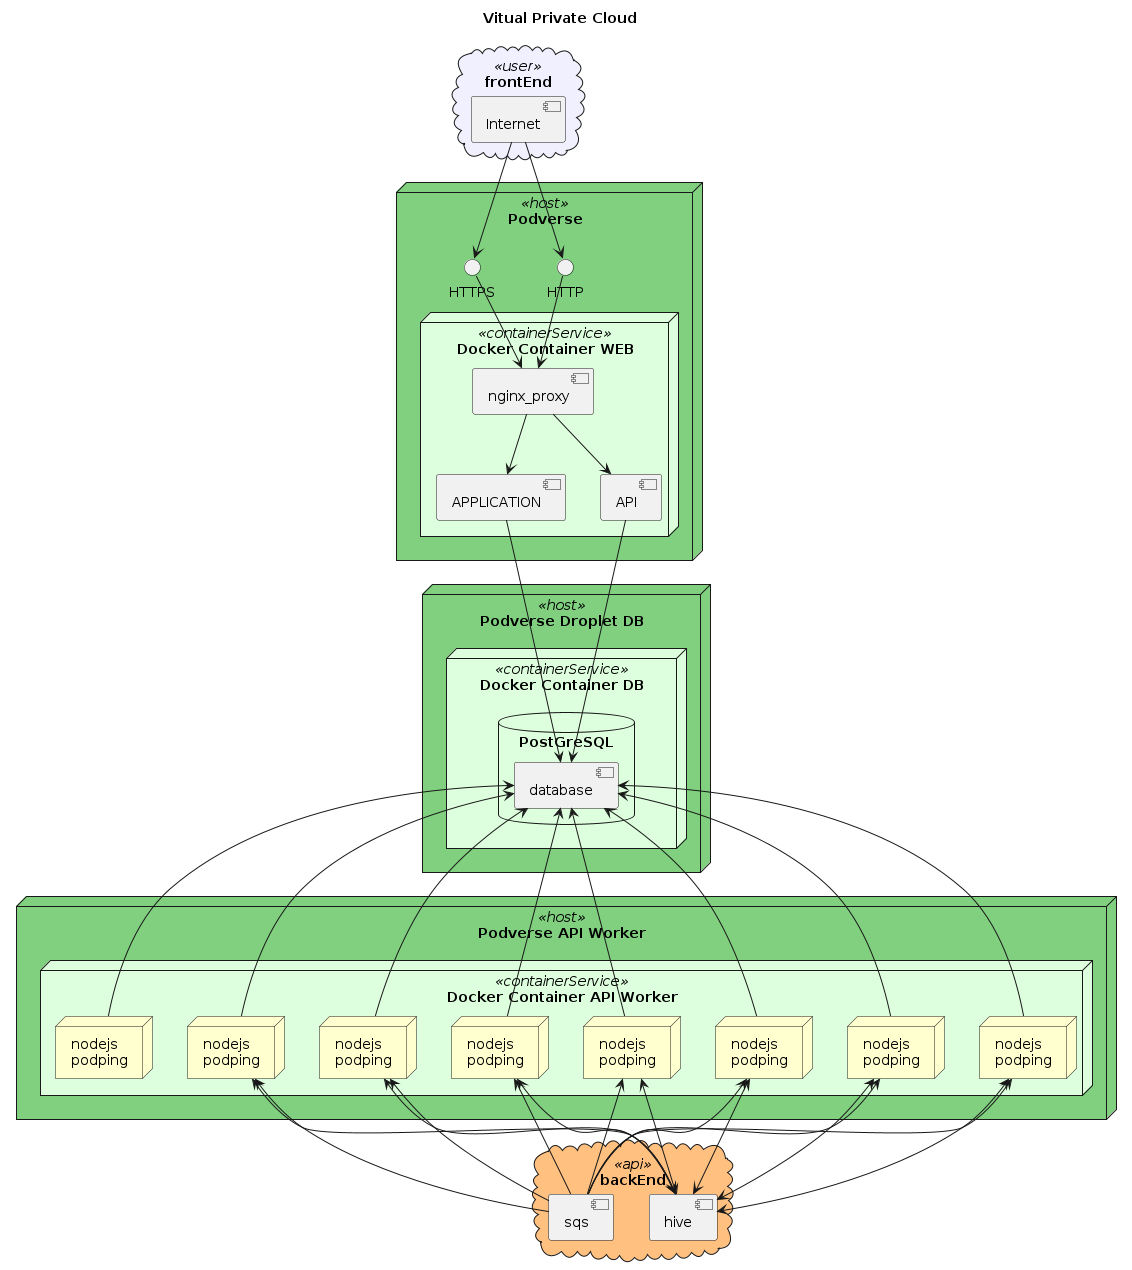 Vitual Private Cloud
«user»
frontEnd
Internet
«host»
Podverse
HTTPS
HTTP
«containerService»
Docker Container WEB
nginx_proxy
APPLICATION
API
«host»
Podverse Droplet DB
«containerService»
Docker Container DB
PostGreSQL
database
«host»
Podverse API Worker
«containerService»
Docker Container API Worker
nodejs
podping
nodejs
podping
nodejs
podping
nodejs
podping
nodejs
podping
nodejs
podping
nodejs
podping
nodejs
podping
«api»
backEnd
sqs
hive